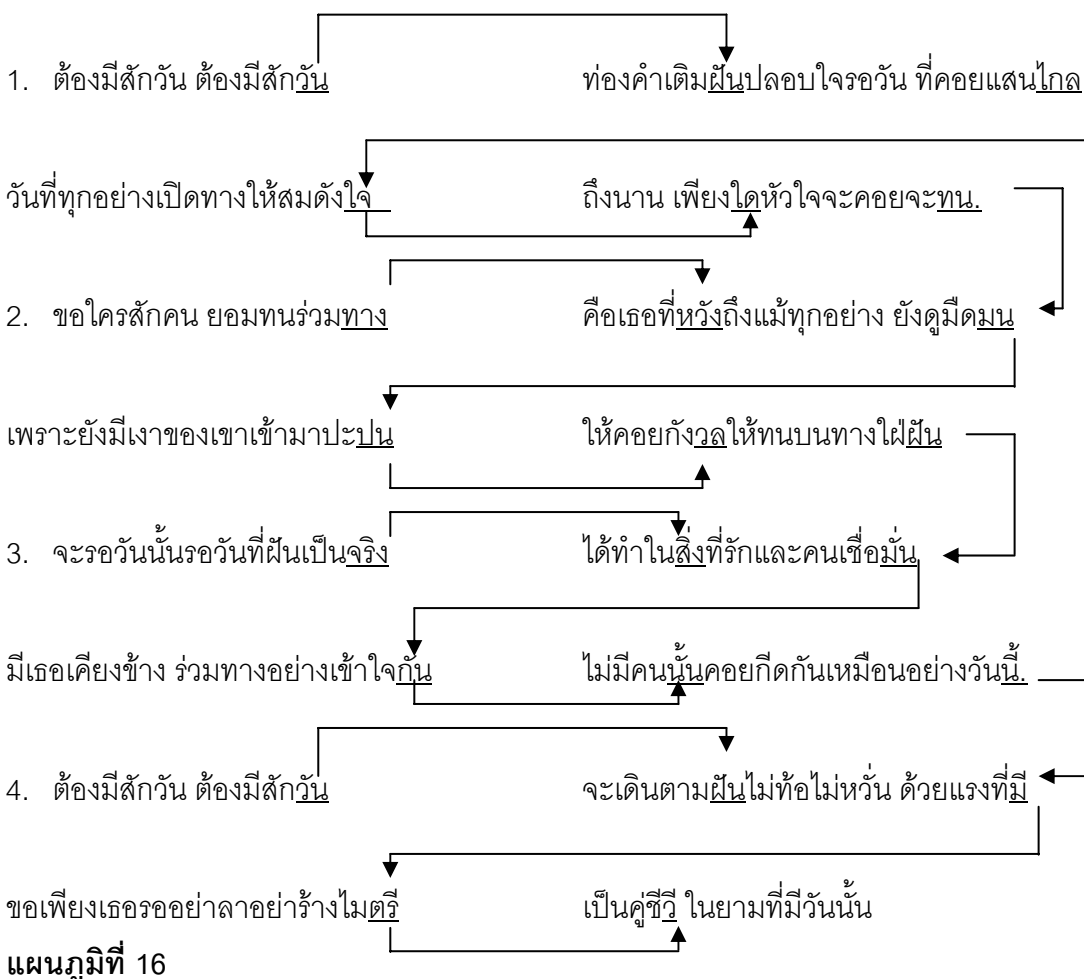 1. ต้องมีสักวัน ต้องมีสักวัน ท่องคำเติมฝันปลอบใจรอวัน ที่คอยแสนไกล
วันที่ทุกอย่างเปิดทางให้สมดังใจ ถึงนาน เพียงใดหัวใจจะคอยจะทน.
2. ขอใครสักคน ยอมทนร่วมทาง คือเธอที่หวังถึงแม้ทุกอย่าง ยังดูมืดมน
เพราะยังมีเงาของเขาเข้ามาปะปน ให้คอยกังวลให้ทนบนทางใฝ่ฝัน
3. จะรอวันนั้นรอวันที่ฝันเป็นจริง ได้ทำในสิ่งที่รักและคนเชื่อมั่น
มีเธอเคียงข้าง ร่วมทางอย่างเข้าใจกัน ไม่มีคนนั้นคอยกีดกันเหมือนอย่างวันนี้.
4. ต้องมีสักวัน ต้องมีสักวัน จะเดินตามฝันไม่ท้อไม่หวั่น ด้วยแรงที่มี
ขอเพียงเธอรออย่าลาอย่าร้างไมตรี เป็นคู่ชีวี ในยามที่มีวันนั้น
แผนภูมิที่ 16